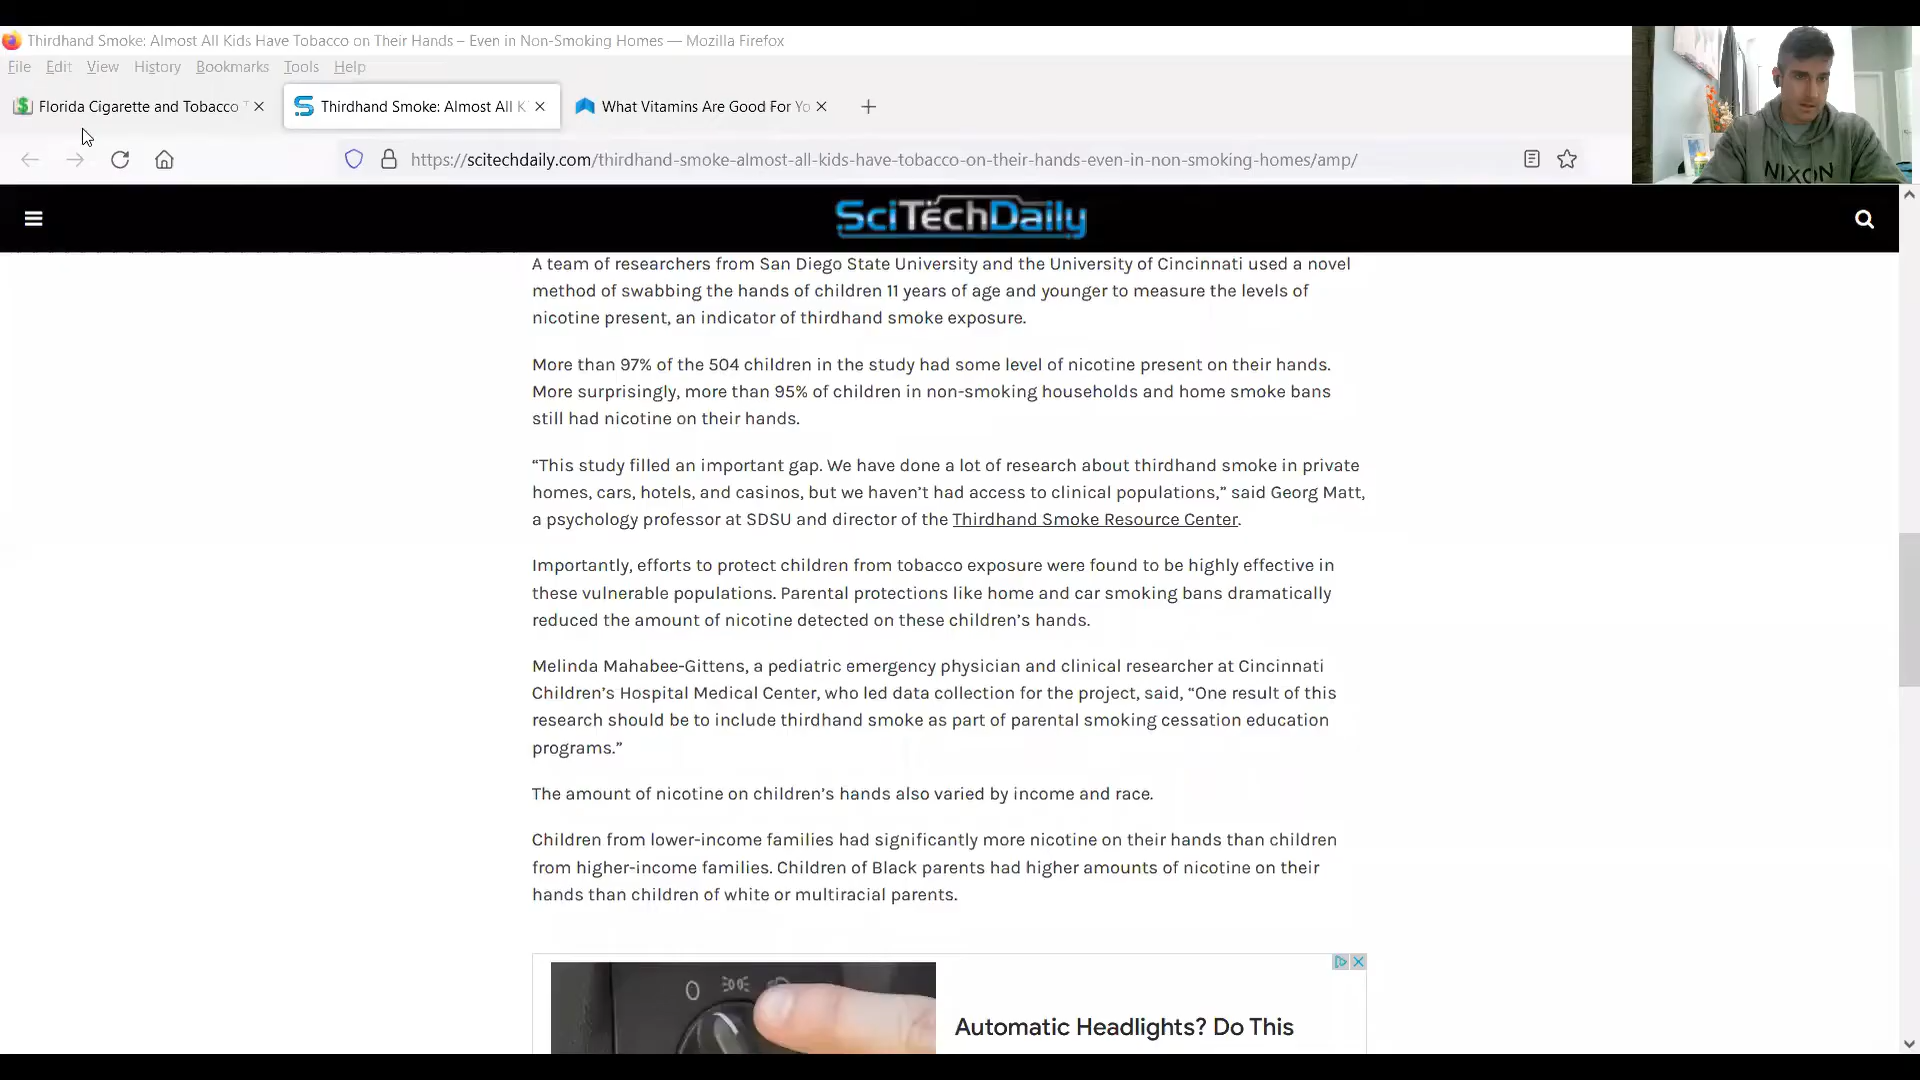 Thirdhand Smoke: Almost All Kids Have Tobacco on Their Hands – Even in Non-Smoking Homes — Mozilla Firefox
File Edit View History Bookmarks Tools Help
Florida Cigarette and Tobacco
Thirdhand Smoke: Almost All K
What Vitamins Are Good For Yo
https://scitechdaily.com/thirdhand-smoke-almost-all-kids-have-tobacco-on-their-hands-even-in-non-smoking-homes/amp/
NIXON
SciTechDaily
A team of researchers from San Diego State University and the University of Cincinnati used a novel
method of swabbing the hands of children 11 years of age and younger to measure the levels of
nicotine present, an indicator of thirdhand smoke exposure.
More than 97% of the 504 children in the study had some level of nicotine present on their hands.
More surprisingly, more than 95% of children in non-smoking households and home smoke bans
still had nicotine on their hands.
“This study filled an important gap. We have done a lot of research about thirdhand smoke in private
homes, cars, hotels, and casinos, but we haven’t had access to clinical populations,” said Georg Matt,
a psychology professor at SDSU and director of the Thirdhand Smoke Resource Center.
Importantly, efforts to protect children from tobacco exposure were found to be highly effective in
these vulnerable populations. Parental protections like home and car smoking bans dramatically
reduced the amount of nicotine detected on these children’s hands.
Melinda Mahabee-Gittens, a pediatric emergency physician and clinical researcher at Cincinnati
Children’s Hospital Medical Center, who led data collection for the project, said, “One result of this
research should be to include thirdhand smoke as part of parental smoking cessation education
programs.”
The amount of nicotine on children’s hands also varied by income and race.
Children from lower-income families had significantly more nicotine on their hands than children
from higher-income families. Children of Black parents had higher amounts of nicotine on their
hands than children of white or multiracial parents.
Automatic Headlights? Do This